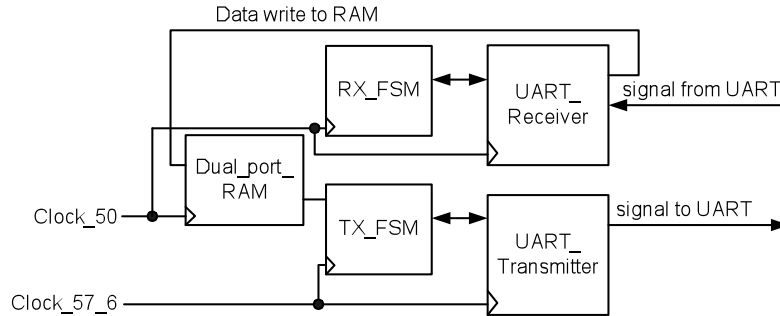 Data write to RAM
RX_FSM
UART_
Receiver
signal from UART
Dual_port_
RAM
Clock_50
TX_FSM
UART_
Transmitter
signal to UART
Clock_57_6